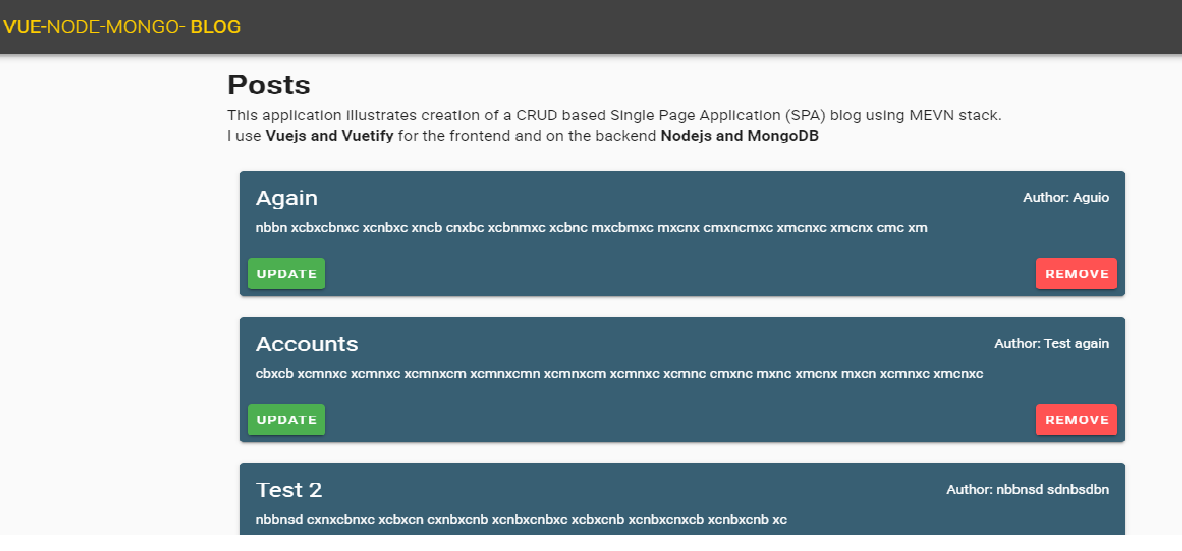 VUE-NODE-MONGO- BLOG
Posts
This application illustrates creation of a CRUD based Single Page Application (SPA) blog using MEVN stack.
I use Vuejs and Vuetify for the frontend and on the backend Nodejs and MongoDB
Again Author: Aguio
nbbn xcbxcbnxc xcnbxc xncb cnxbc xcbnmxc xcbnc mxcbmxc mxcnx cmxncmxc xmcnxc xmcnx cmc xm
UPDATE REMOVE
Accounts Author: Test again
cbxcb xcmnxc xcmnxc xcmnxcnn xcmnxcmn xcmnxcm xcmnxc xcmnc cmxnc mxnc xmcnx mxcn xcmnxc xmcnxc
UPDATE REMOVE
Test 2 Author: nbbnsd sdnbsdbn
nbbnsd cxnxcbnxc xcbxcn cxnbxcnb xcnbxcnbxc xcbxcnb xcnbxcnxcb xcnbxcnb xc